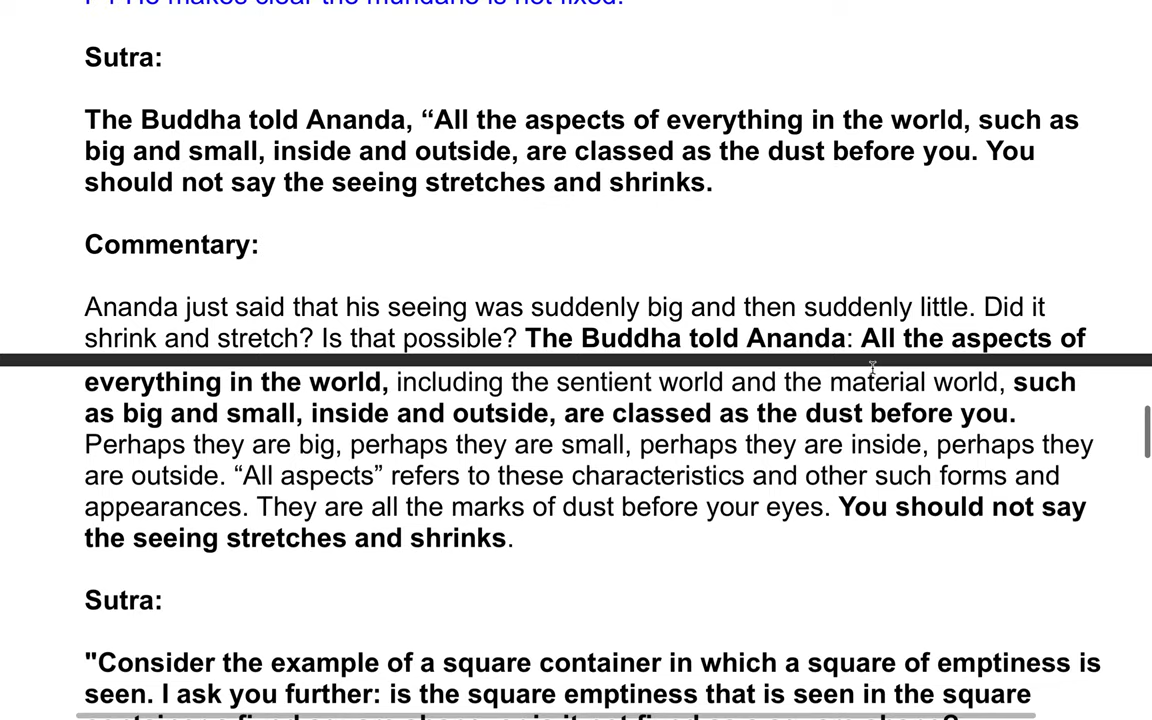 Sutra:
The Buddha told Ananda, “All the aspects of everything in the world, such as
big and small, inside and outside, are classed as the dust before you. You
should not say the seeing stretches and shrinks.
Commentary:
Ananda just said that his seeing was suddenly big and then suddenly little. Did it
shrink and stretch? Is that possible? The Buddha told Ananda: All the aspects of
everything in the world, including the sentient world and the material world, such
as big and small, inside and outside, are classed as the dust before you.
Perhaps they are big, perhaps they are small, perhaps they are inside, perhaps they
are outside. “All aspects” refers to these characteristics and other such forms and
appearances. They are all the marks of dust before your eyes. You should not say
the seeing stretches and shrinks.
Sutra:
"Consider the example of a square container in which a square of emptiness is
seen. I ask you further: is the square emptiness that is seen in the square